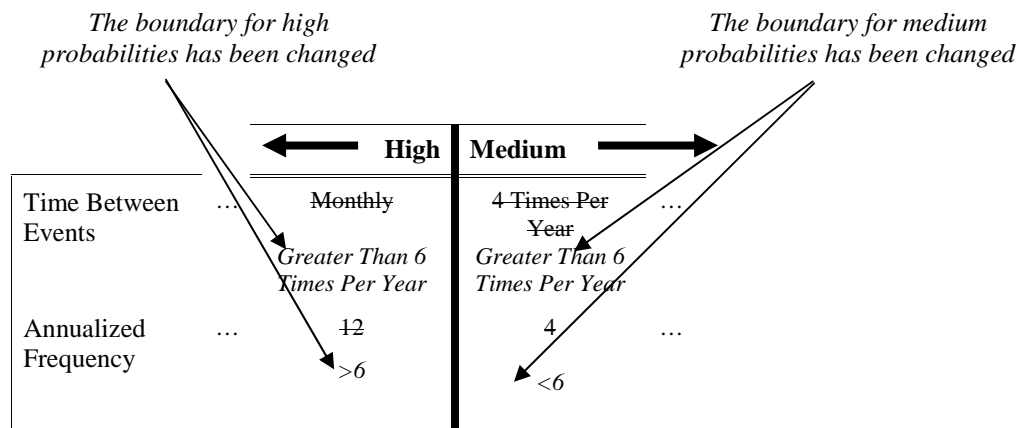 The boundary for high
probabilities has been changed
The boundary for medium
probabilities has been changed
High Medium
Time Between Events
… Monthly 4 Times Per Year …
Greater Than 6 Times Per Year
Greater Than 6 Times Per Year
Annualized Frequency
… 12 4 …
>6 <6